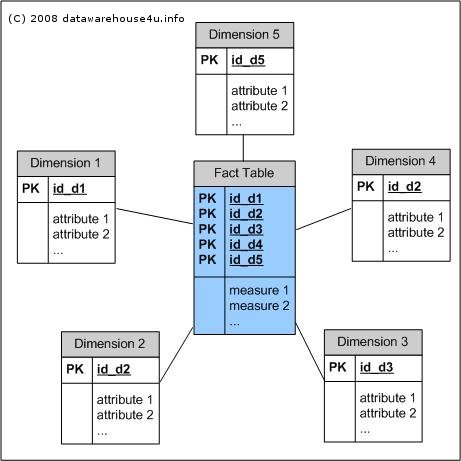 (C) 2008 datawarehouse4u.info
Dimension 5
PK id_d5
attribute 1
attribute 2
...
Dimension 1
PK id_d1
attribute 1
attribute 2
...
Fact Table
PK id_d1
PK id_d2
PK id_d3
PK id_d4
PK id_d5
measure 1
measure 2
...
Dimension 4
PK id_d2
attribute 1
attribute 2
...
Dimension 2
PK id_d2
attribute 1
attribute 2
...
Dimension 3
PK id_d3
attribute 1
attribute 2
...